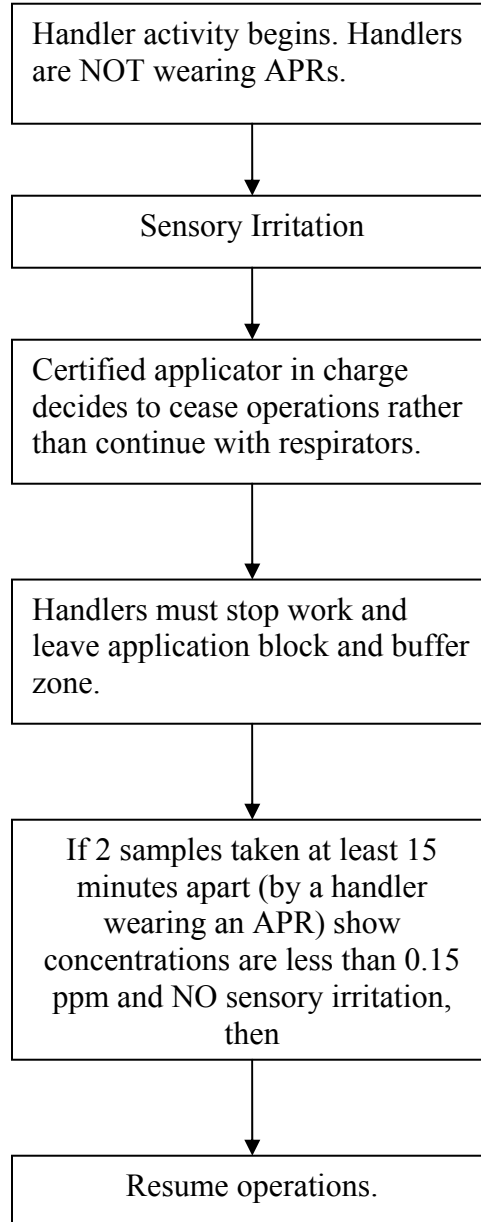 Handler activity begins. Handlers
are NOT wearing APRs.
Sensory Irritation
Certified applicator in charge
decides to cease operations rather
than continue with respirators.
Handlers must stop work and
leave application block and buffer
zone.
If 2 samples taken at least 15
minutes apart (by a handler
wearing an APR) show
concentrations are less than 0.15
ppm and NO sensory irritation,
then
Resume operations.